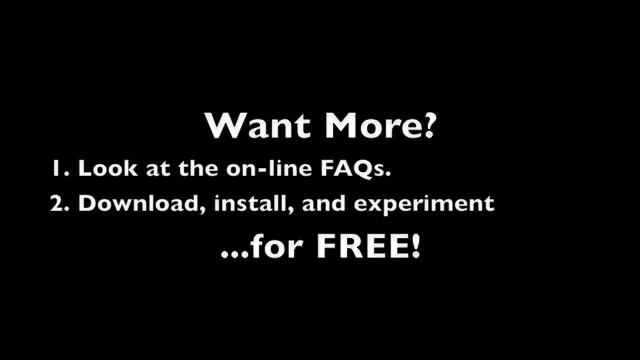 Want More?
1. Look at the on-line FAQs.
2. Download, install, and experiment
...for FREE!